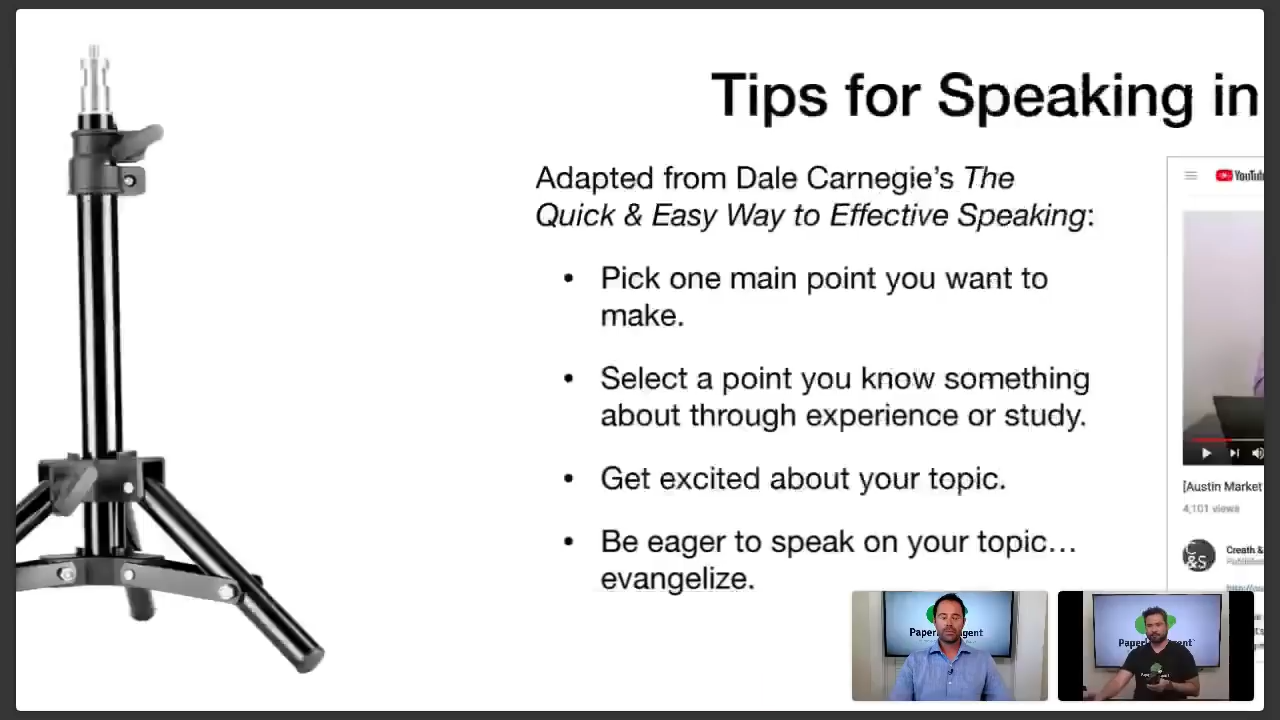 Tips for Speaking in
Adapted from Dale Carnegie's The
Quick & Easy Way to Effective Speaking:
• Pick one main point you want to
make.
• Select a point you know something
about through experience or study.
• Get excited about your topic.
• Be eager to speak on your topic…
evangelize.
[Austin Market
4,101 views
C&S
Creath &